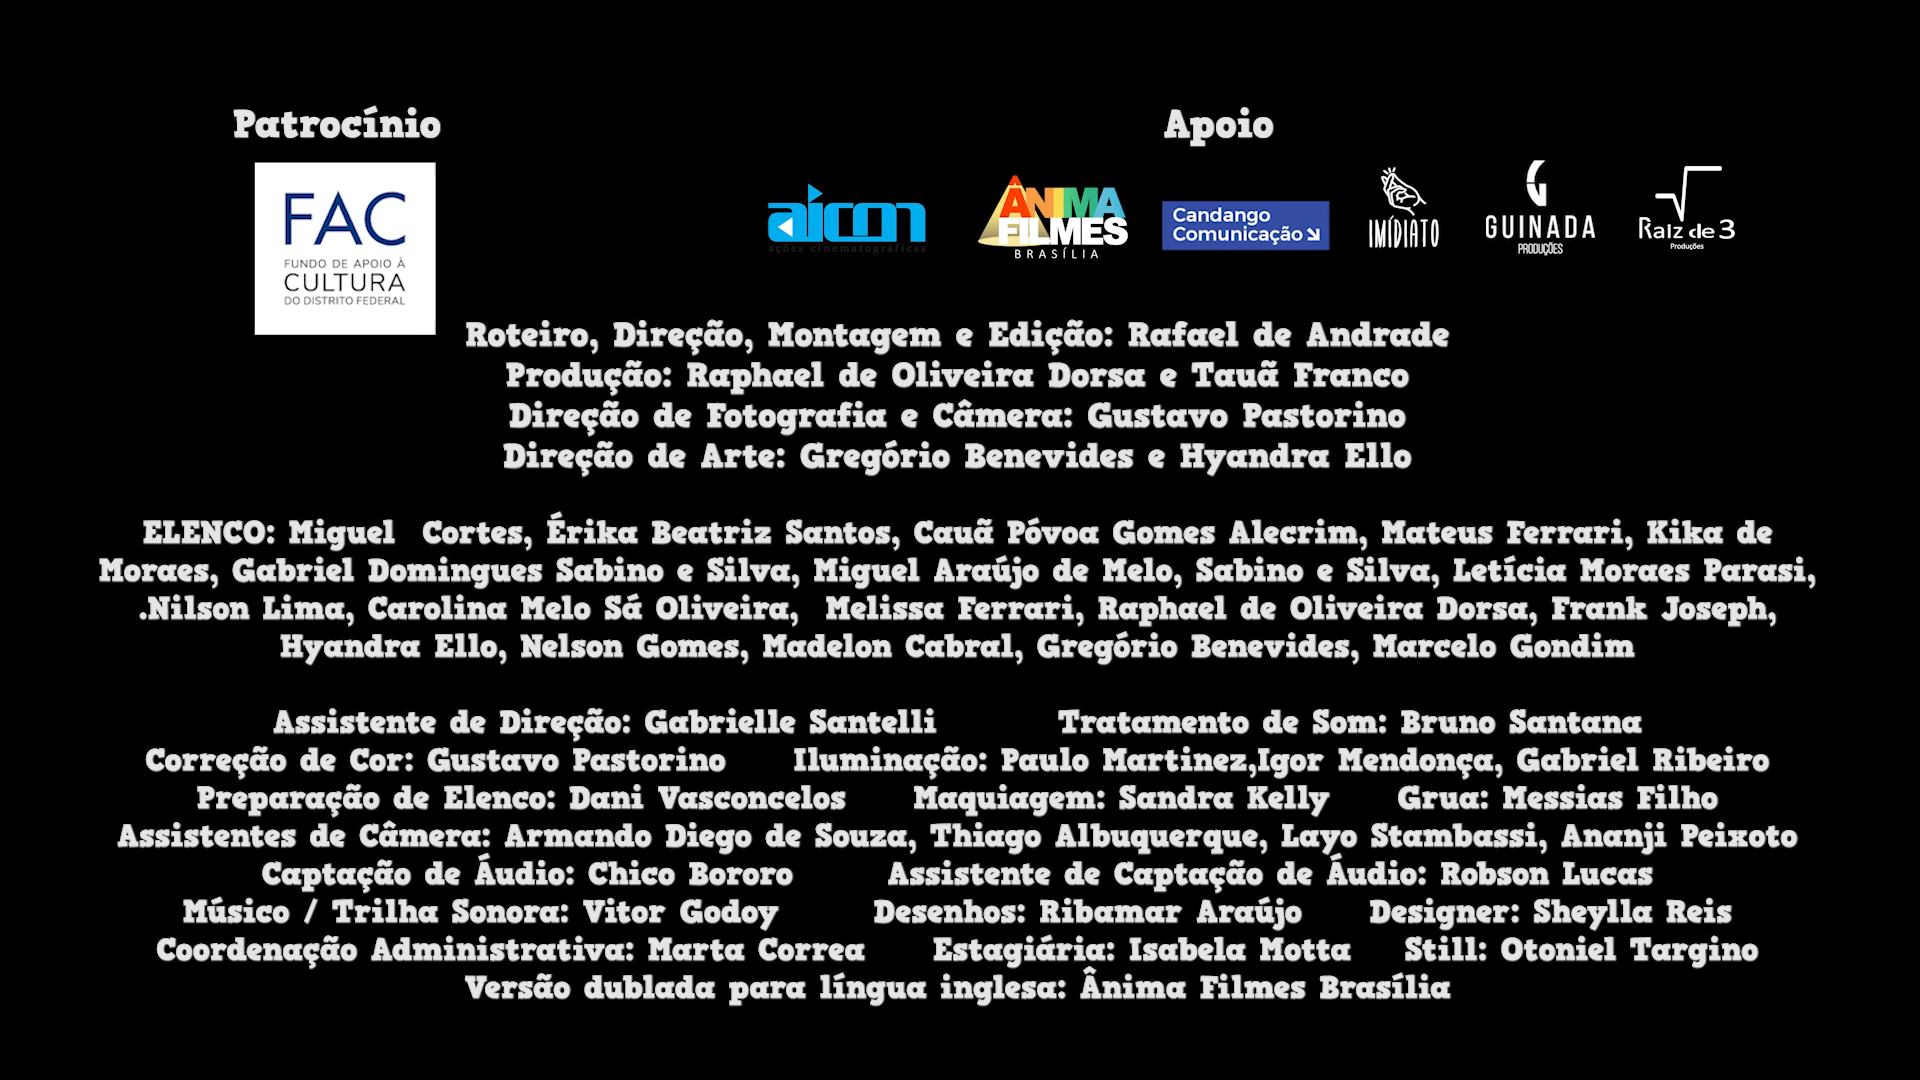 Patrocínio
Apoio
FAC
FUNDO DE APOIO À
CULTURA
DO DISTRITO FEDERAL
aicon
ações cinematográficas
ÂNIMA
FILMES
BRASÍLIA
Candango
Comunicação
IMÍDIATO
GUINADA
PRODUÇÕES
Raiz de 3
Produções
Roteiro, Direção, Montagem e Edição: Rafael de Andrade
Produção: Raphael de Oliveira Dorsa e Tauã Franco
Direção de Fotografia e Câmera: Gustavo Pastorino
Direção de Arte: Gregório Benevides e Hyandra Ello
ELENCO: Miguel Cortes, Érika Beatriz Santos, Cauã Póvoa Gomes Alecrim, Mateus Ferrari, Kika de
Moraes, Gabriel Domingues Sabino e Silva, Miguel Araújo de Melo, Sabino e Silva, Letícia Moraes Parasi,
.Nilson Lima, Carolina Melo Sá Oliveira, Melissa Ferrari, Raphael de Oliveira Dorsa, Frank Joseph,
Hyandra Ello, Nelson Gomes, Madelon Cabral, Gregório Benevides, Marcelo Gondim
Assistente de Direção: Gabrielle Santelli Tratamento de Som: Bruno Santana
Correção de Cor: Gustavo Pastorino Iluminação: Paulo Martinez,Igor Mendonça, Gabriel Ribeiro
Preparação de Elenco: Dani Vasconcelos Maquiagem: Sandra Kelly Grua: Messias Filho
Assistentes de Câmera: Armando Diego de Souza, Thiago Albuquerque, Layo Stambassi, Ananji Peixoto
Captação de Áudio: Chico Bororo Assistente de Captação de Áudio: Robson Lucas
Músico / Trilha Sonora: Vitor Godoy Desenhos: Ribamar Araújo Designer: Sheylla Reis
Coordenação Administrativa: Marta Correa Estagiária: Isabela Motta Still: Otoniel Targino
Versão dublada para língua inglesa: Ânima Filmes Brasília